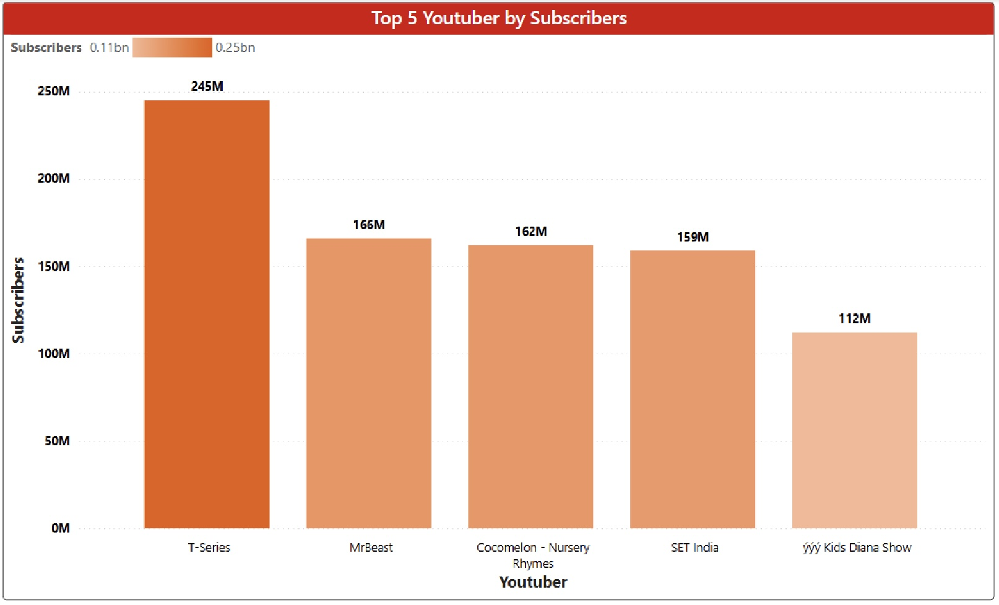 Top 5 Youtuber by Subscribers
Subscribers 0.11bn 0.25bn
250M
200M
150M
100M
50M
0M
Subscribers
245M
166M
162M
159M
112M
T-Series
MrBeast
Cocomelon - Nursery
Rhymes
SET India
ýýý Kids Diana Show
Youtuber